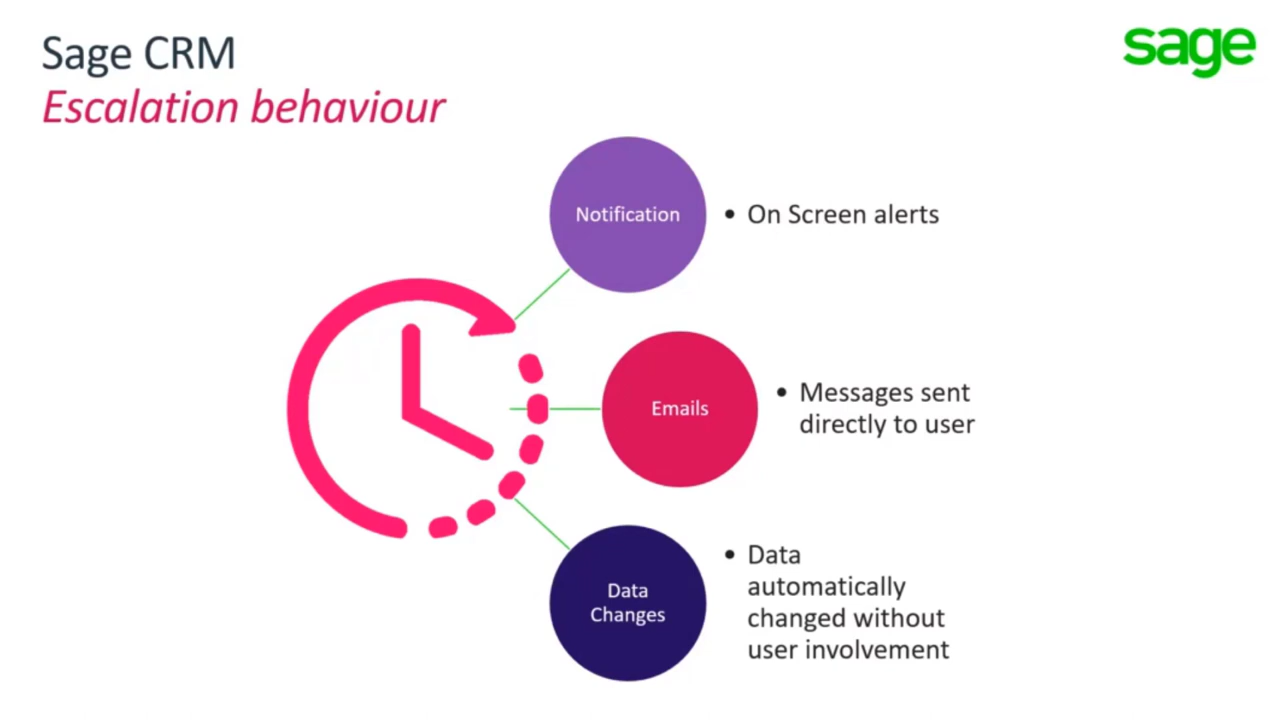 Sage CRM
Escalation behaviour
sage
Notification
• On Screen alerts
Emails
• Messages sent
directly to user
Data
Changes
• Data
automatically
changed without
user involvement